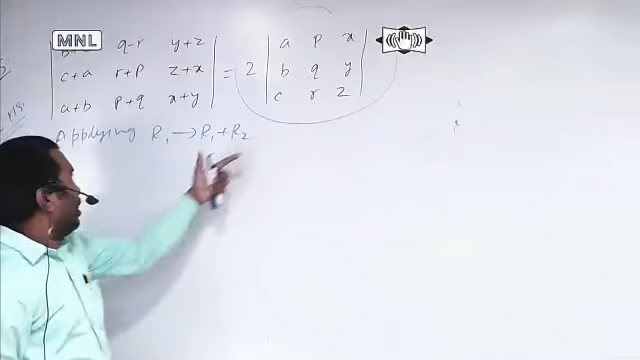 MNL
q-r y+z a p x
c+a r+p z+x = 2 b q y
a+b p+q x+y c r z
Applying R₁ → R₁+R₂